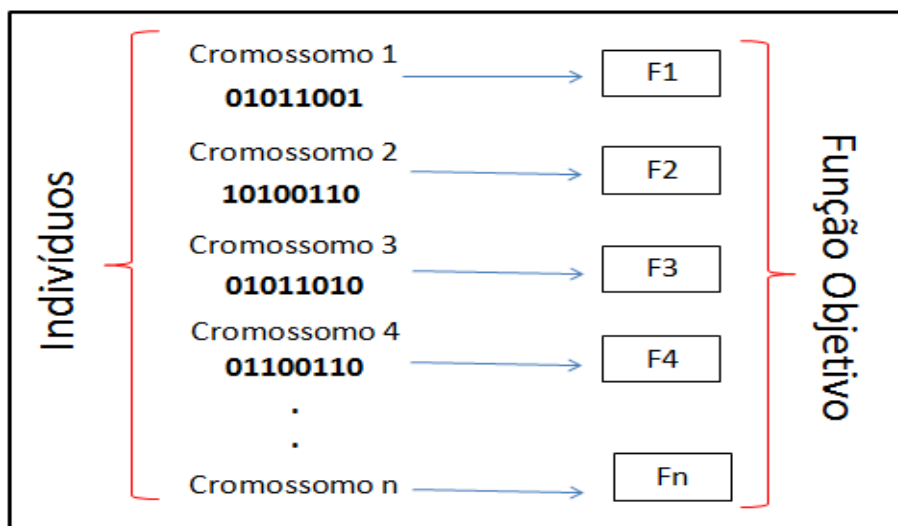 Indivíduos
Cromossomo 1
01011001
F1
Cromossomo 2
10100110
F2
Cromossomo 3
01011010
F3
Cromossomo 4
01100110
F4
.
.
Cromossomo n
Fn
Função Objetivo